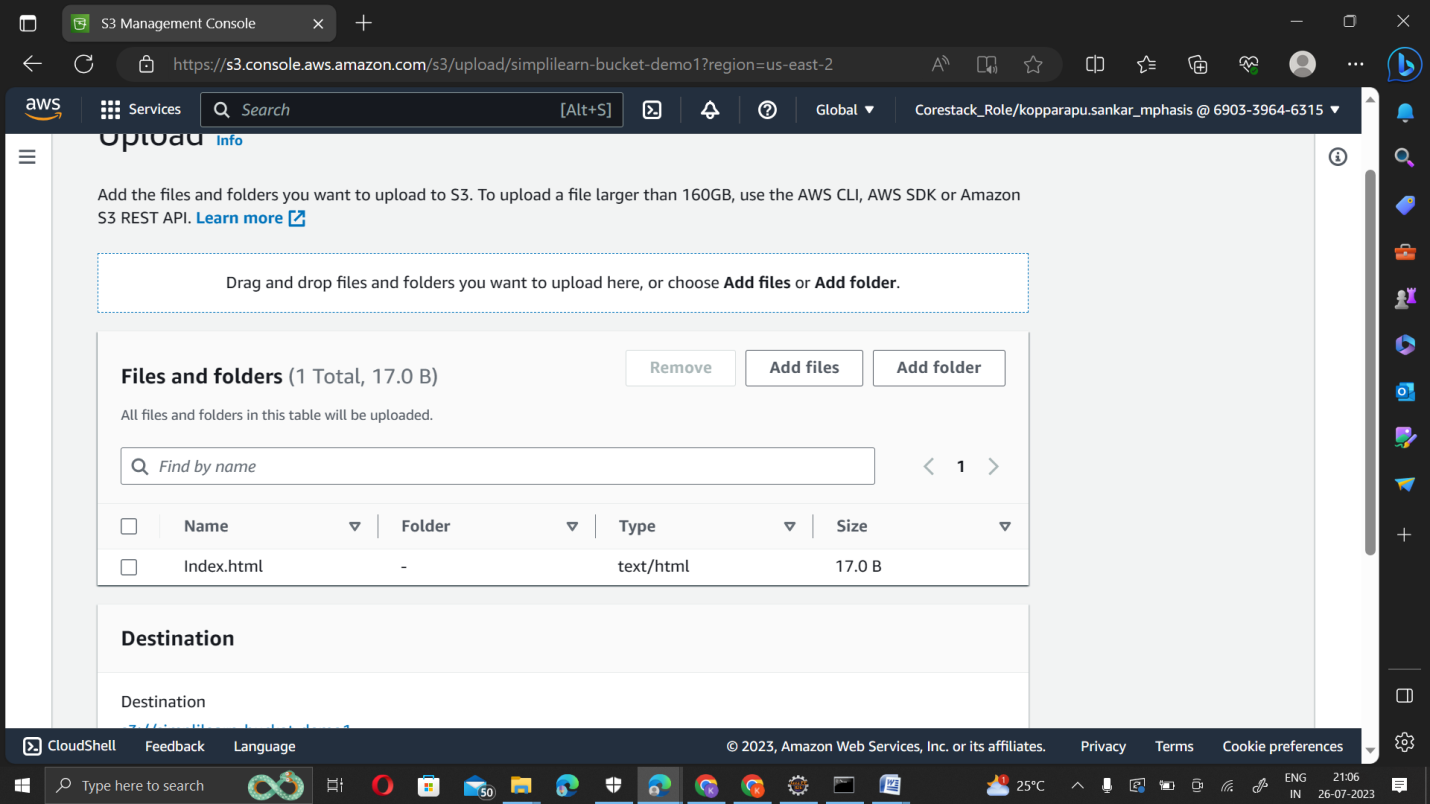 S3 Management Console
https://s3.console.aws.amazon.com/s3/upload/simplilearn-bucket-demo1?region=us-east-2
aws Services Search [Alt+S] Global Corestack_Role/kopparapu.sankar_mphasis @ 6903-3964-6315
Upload Info
Add the files and folders you want to upload to S3. To upload a file larger than 160GB, use the AWS CLI, AWS SDK or Amazon
S3 REST API. Learn more
Drag and drop files and folders you want to upload here, or choose Add files or Add folder.
Files and folders (1 Total, 17.0 B) Remove Add files Add folder
All files and folders in this table will be uploaded.
Find by name 1
Name Folder Type Size
Index.html - text/html 17.0 B
Destination
Destination
s3://simplilearn-bucket-demo1
CloudShell Feedback Language © 2023, Amazon Web Services, Inc. or its affiliates. Privacy Terms Cookie preferences
Type here to search 50 1 25°C ENG 21:06
IN 26-07-2023